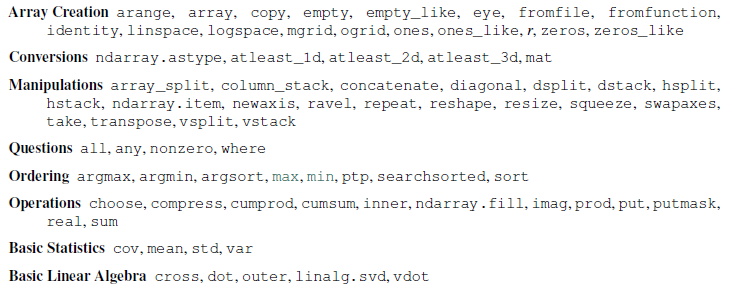 Array Creation arange, array, copy, empty, empty_like, eye, fromfile, fromfunction,
identity, linspace, logspace, mgrid, ogrid, ones, ones_like, r, zeros, zeros_like
Conversions ndarray.astype, atleast_1d, atleast_2d, atleast_3d, mat
Manipulations array_split, column_stack, concatenate, diagonal, dsplit, dstack, hsplit,
hstack, ndarray.item, newaxis, ravel, repeat, reshape, resize, squeeze, swapaxes,
take, transpose, vsplit, vstack
Questions all, any, nonzero, where
Ordering argmax, argmin, argsort, max, min, ptp, searchsorted, sort
Operations choose, compress, cumprod, cumsum, inner, ndarray.fill, imag, prod, put, putmask,
real, sum
Basic Statistics cov, mean, std, var
Basic Linear Algebra cross, dot, outer, linalg.svd, vdot